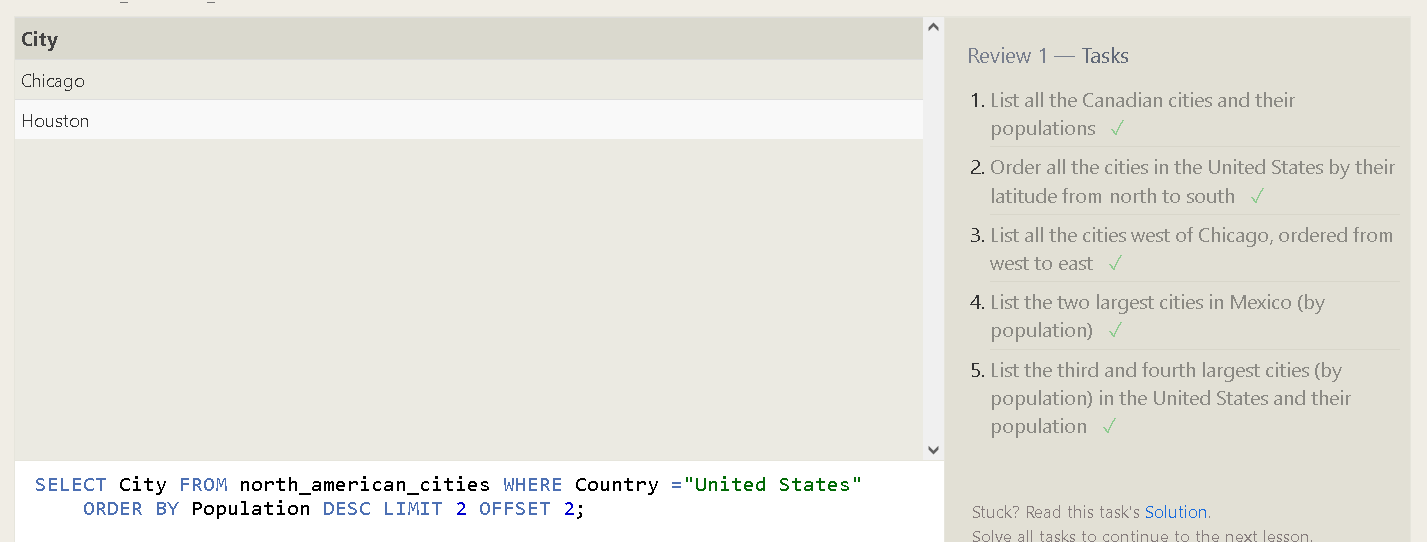 City
Chicago
Houston
SELECT City FROM north_american_cities WHERE Country ="United States"
ORDER BY Population DESC LIMIT 2 OFFSET 2;
Review 1 — Tasks
1. List all the Canadian cities and their
populations ✓
2. Order all the cities in the United States by their
latitude from north to south ✓
3. List all the cities west of Chicago, ordered from
west to east ✓
4. List the two largest cities in Mexico (by
population) ✓
5. List the third and fourth largest cities (by
population) in the United States and their
population ✓
Stuck? Read this task's Solution.
Solve all tasks to continue to the next lesson.